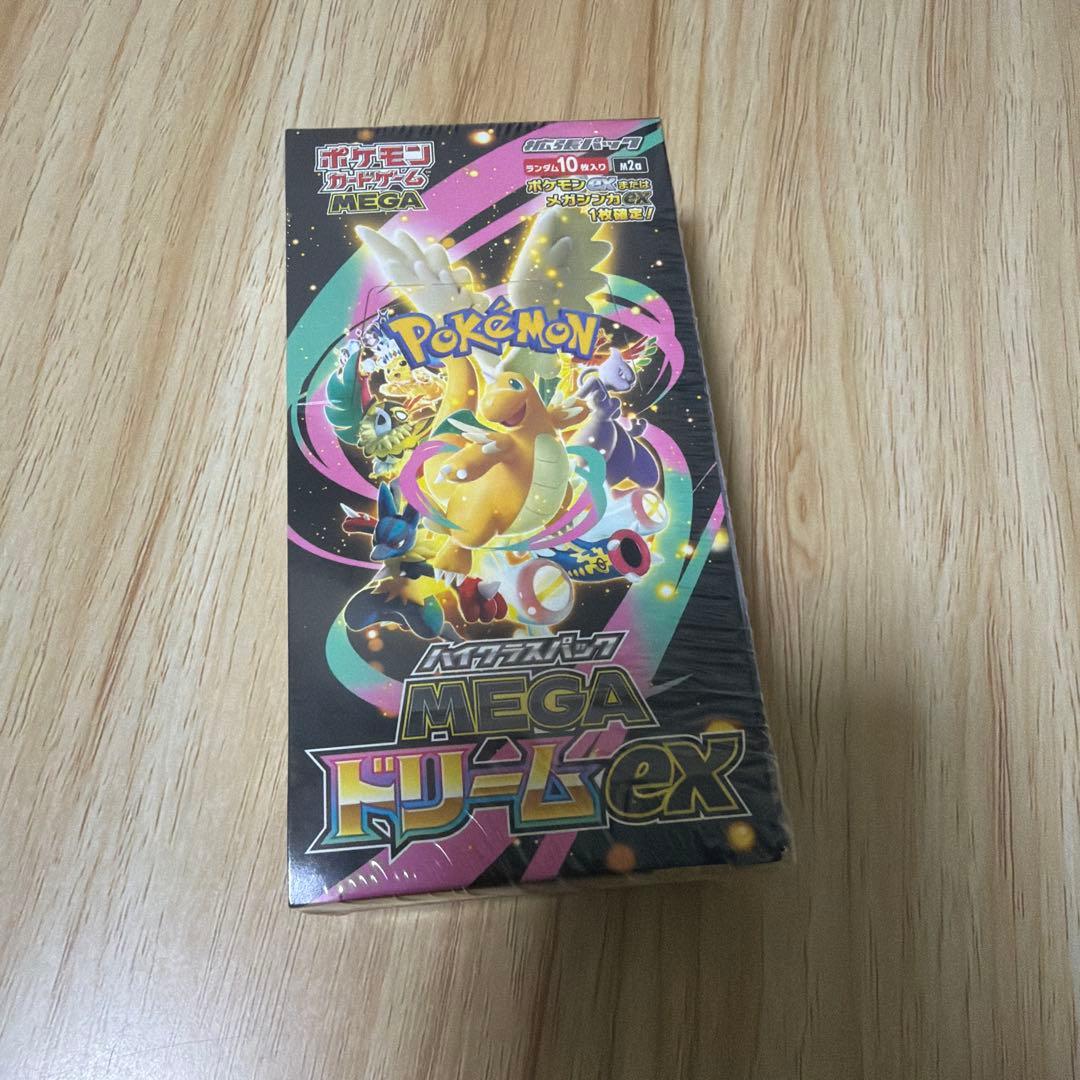 ポケモン
カードゲーム
MEGA
拡張パック
ランダム10枚入り M2a
ポケモンexまたは
メガシンカex
1枚確定!
POKéMON
ハイクラスパック
MEGA
ドリームex